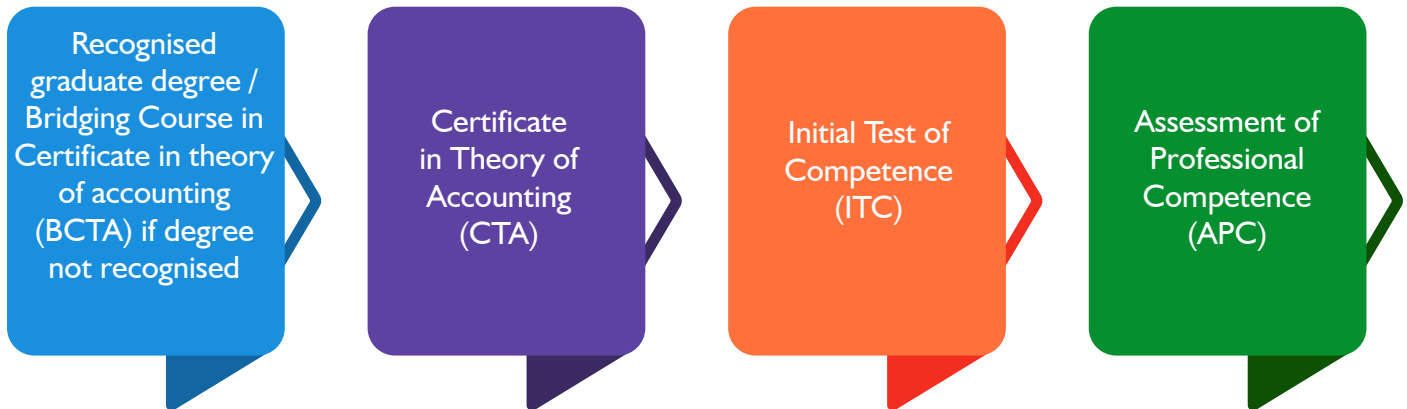 Recognised
graduate degree /
Bridging Course in
Certificate in theory
of accounting
(BCTA) if degree
not recognised
Certificate
in Theory of
Accounting
(CTA)
Initial Test of
Competence
(ITC)
Assessment of
Professional
Competence
(APC)